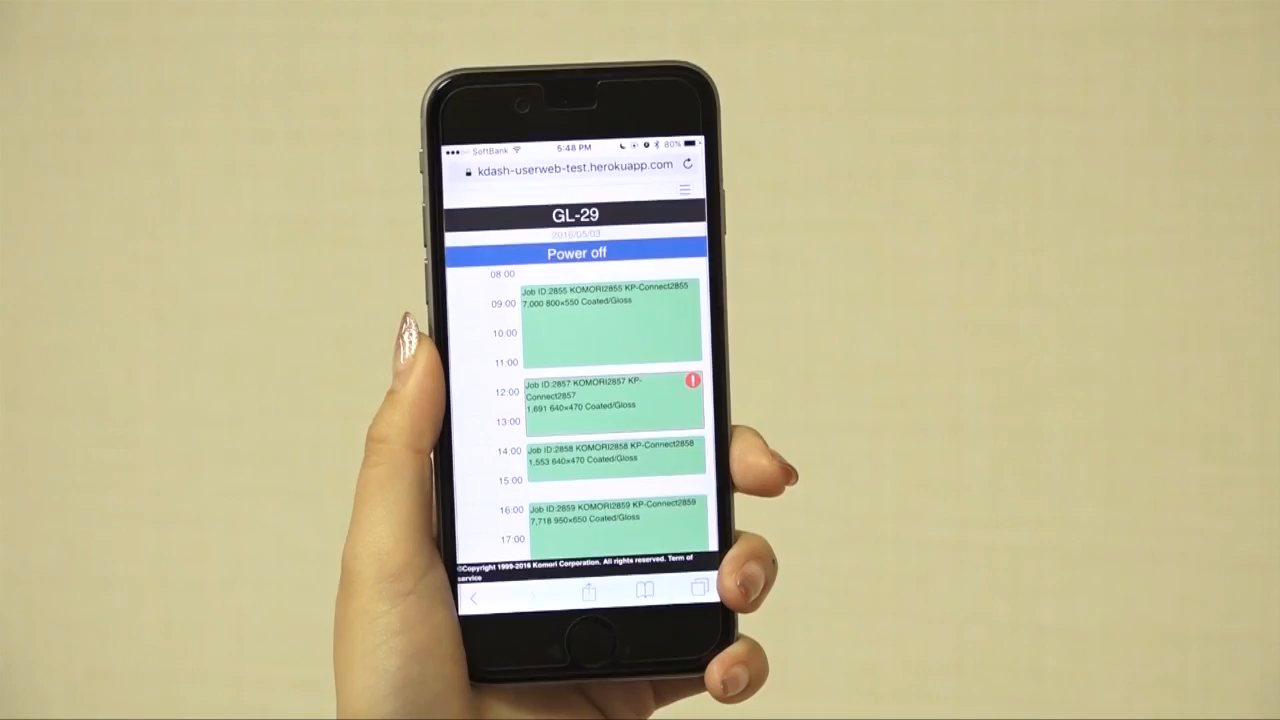 SoftBank 5:48 PM 80%
kdash-userweb-test.herokuapp.com
GL-29
2016/05/03
Power off
08:00
Job ID:2855 KOMORI2855 KP-Connect2855
09:00 7,000 800×550 Coated/Gloss
10:00
11:00
Job ID:2857 KOMORI2857 KP-
12:00 Connect2857
1,691 640×470 Coated/Gloss
13:00
14:00 Job ID:2858 KOMORI2858 KP-Connect2858
1,553 640×470 Coated/Gloss
15:00
16:00 Job ID:2859 KOMORI2859 KP-Connect2859
7,718 950×650 Coated/Gloss
17:00
©Copyright 1999-2016 Komori Corporation. All rights reserved. Term of
service